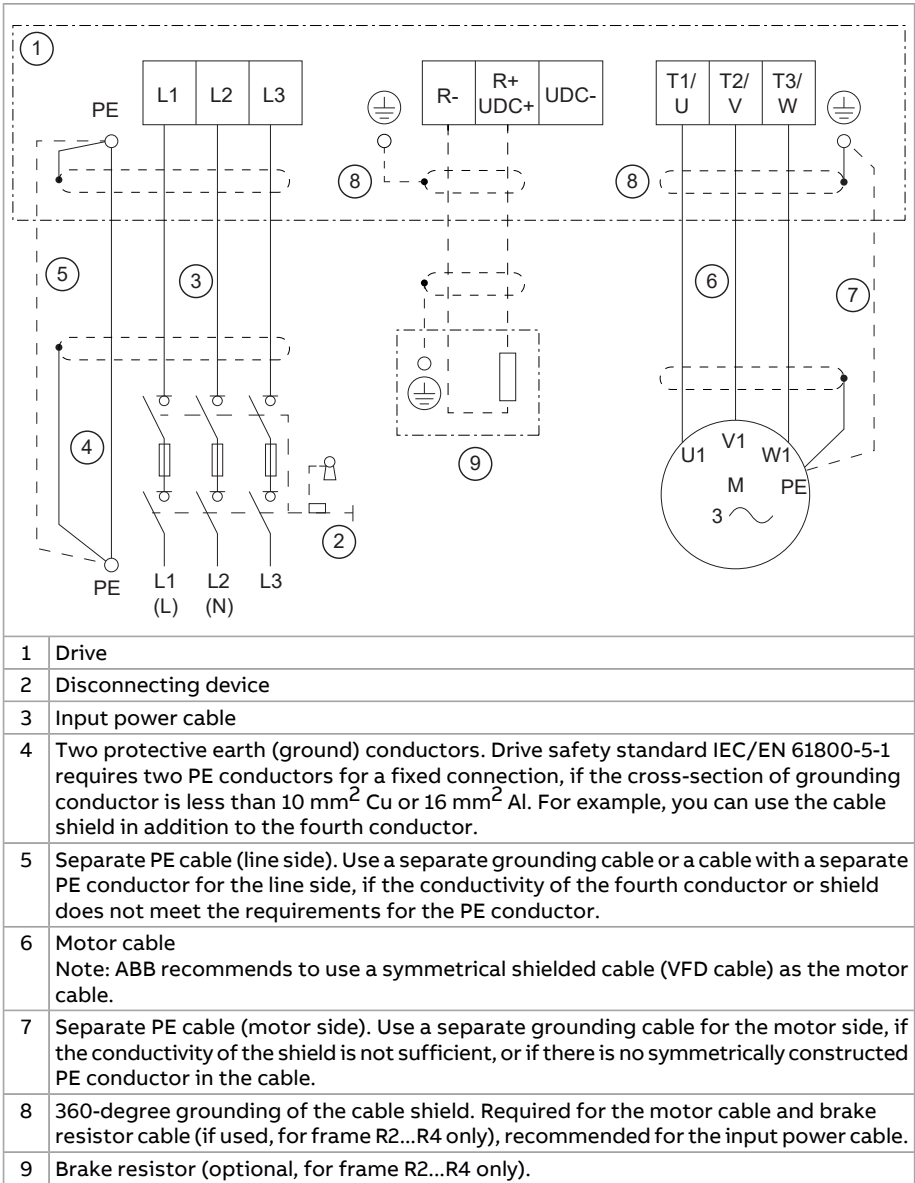 1
PE
L1
L2
L3
R-
R+
UDC+
UDC-
T1/
U
T2/
V
T3/
W
8
8
5
3
6
7
4
9
2
U1
V1
W1
M
PE
3
PE
L1
(L)
L2
(N)
L3
1 Drive
2 Disconnecting device
3 Input power cable
4 Two protective earth (ground) conductors. Drive safety standard IEC/EN 61800-5-1
requires two PE conductors for a fixed connection, if the cross-section of grounding
conductor is less than 10 mm2 Cu or 16 mm2 Al. For example, you can use the cable
shield in addition to the fourth conductor.
5 Separate PE cable (line side). Use a separate grounding cable or a cable with a separate
PE conductor for the line side, if the conductivity of the fourth conductor or shield
does not meet the requirements for the PE conductor.
6 Motor cable
Note: ABB recommends to use a symmetrical shielded cable (VFD cable) as the motor
cable.
7 Separate PE cable (motor side). Use a separate grounding cable for the motor side, if
the conductivity of the shield is not sufficient, or if there is no symmetrically constructed
PE conductor in the cable.
8 360-degree grounding of the cable shield. Required for the motor cable and brake
resistor cable (if used, for frame R2...R4 only), recommended for the input power cable.
9 Brake resistor (optional, for frame R2...R4 only).